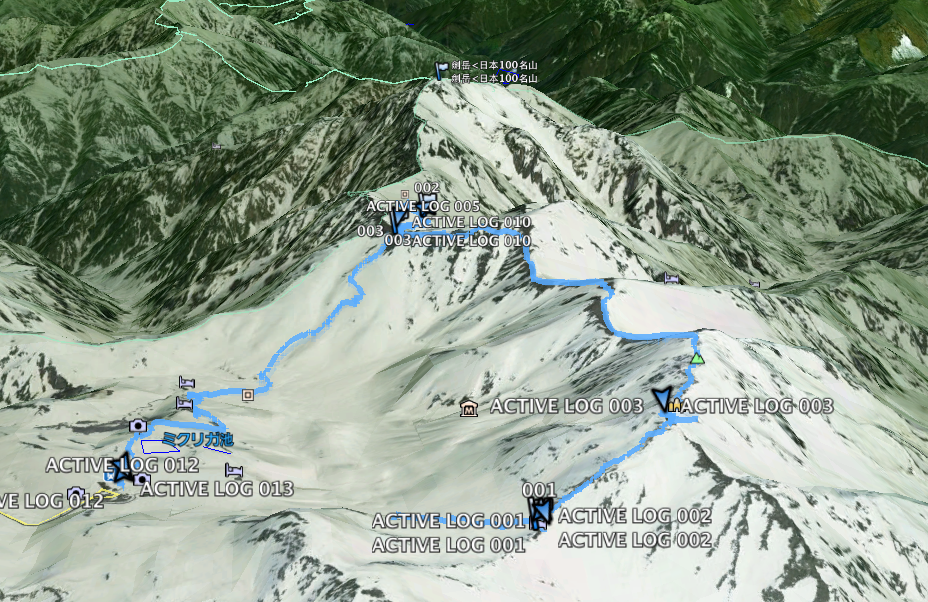 剣岳<日本100名山
剣岳<日本100名山
002
ACTIVE LOG 005
ACTIVE LOG 010
003
003
ACTIVE LOG 010
ACTIVE LOG 003
ACTIVE LOG 003
ミクリガ池
ACTIVE LOG 012
ACTIVE LOG 013
VE LOG 012
001
ACTIVE LOG 001
ACTIVE LOG 002
ACTIVE LOG 001
ACTIVE LOG 002